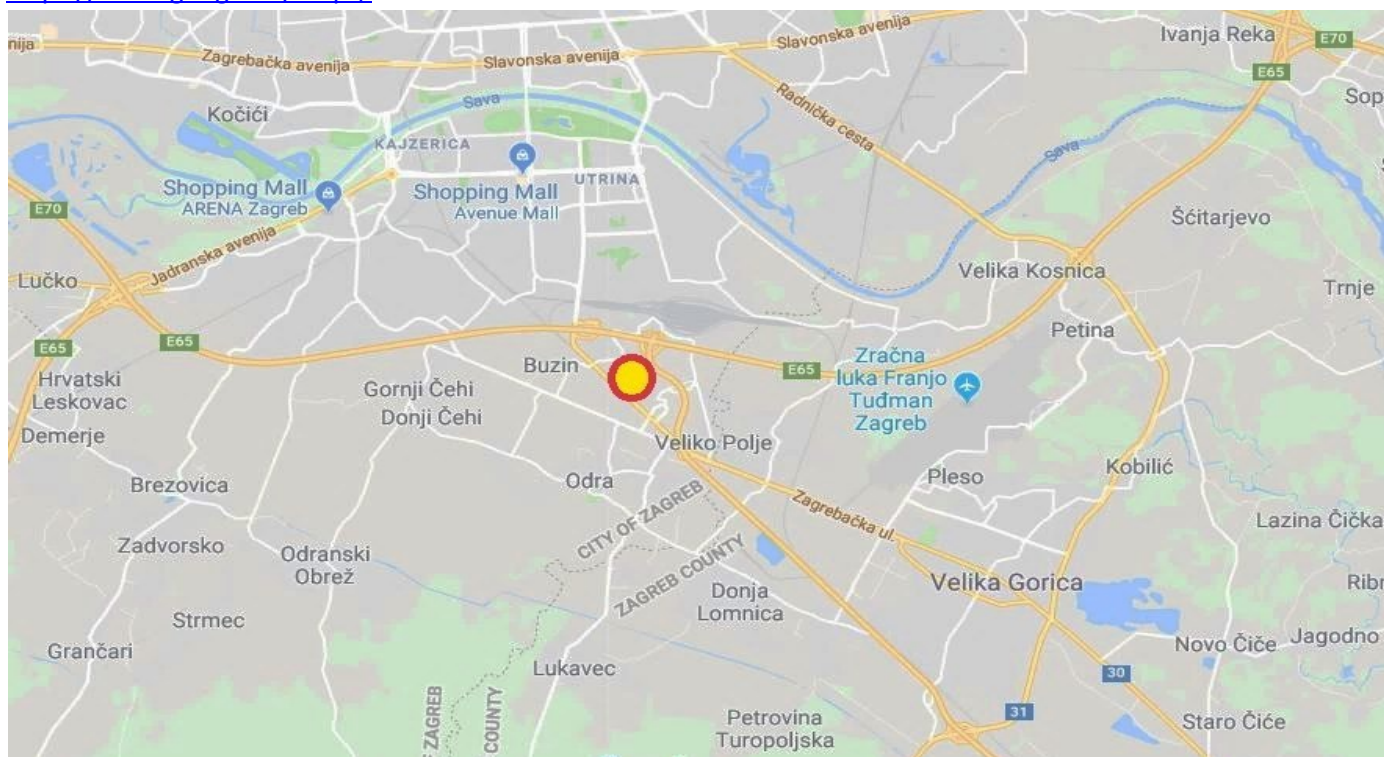 nija
Zagrebačka avenija
Slavonska avenija
Slavonska avenija
Ivanja Reka
E70
E65
Sop
Kočići
Sava
Radnička cesta
KAJZERICA
Sava
Shopping Mall
ARENA Zagreb
Shopping Mall
Avenue Mall
UTRINA
E70
Šćitarjevo
Jadranska avenija
Lučko
Velika Kosnica
Trnje
E65
E65
Petina
Buzin
E65
Zračna
luka Franjo
Tuđman
Zagreb
Hrvatski
Leskovac
Gornji Čehi
Donji Čehi
Demerje
Veliko Polje
Brezovica
Odra
Pleso
Kobilić
CITY OF ZAGREB
ZAGREB COUNTY
Zagrebačka ul.
Lazina Čička
Zadvorsko
Odranski
Obrež
Donja
Lomnica
Velika Gorica
Ribr
Strmec
Grančari
Lukavec
Novo Čiče
Jagodno
30
31
F ZAGREB
COUNTY
Petrovina
Turopoljska
Staro Čiče